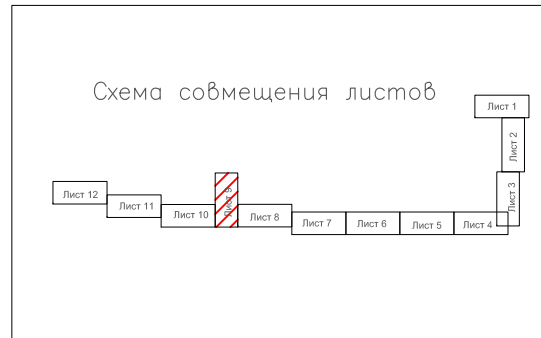 Схема совмещения листов
Лист 1
Лист 2
Лист 3
Лист 4
Лист 5
Лист 6
Лист 7
Лист 8
Лист 9
Лист 10
Лист 11
Лист 12